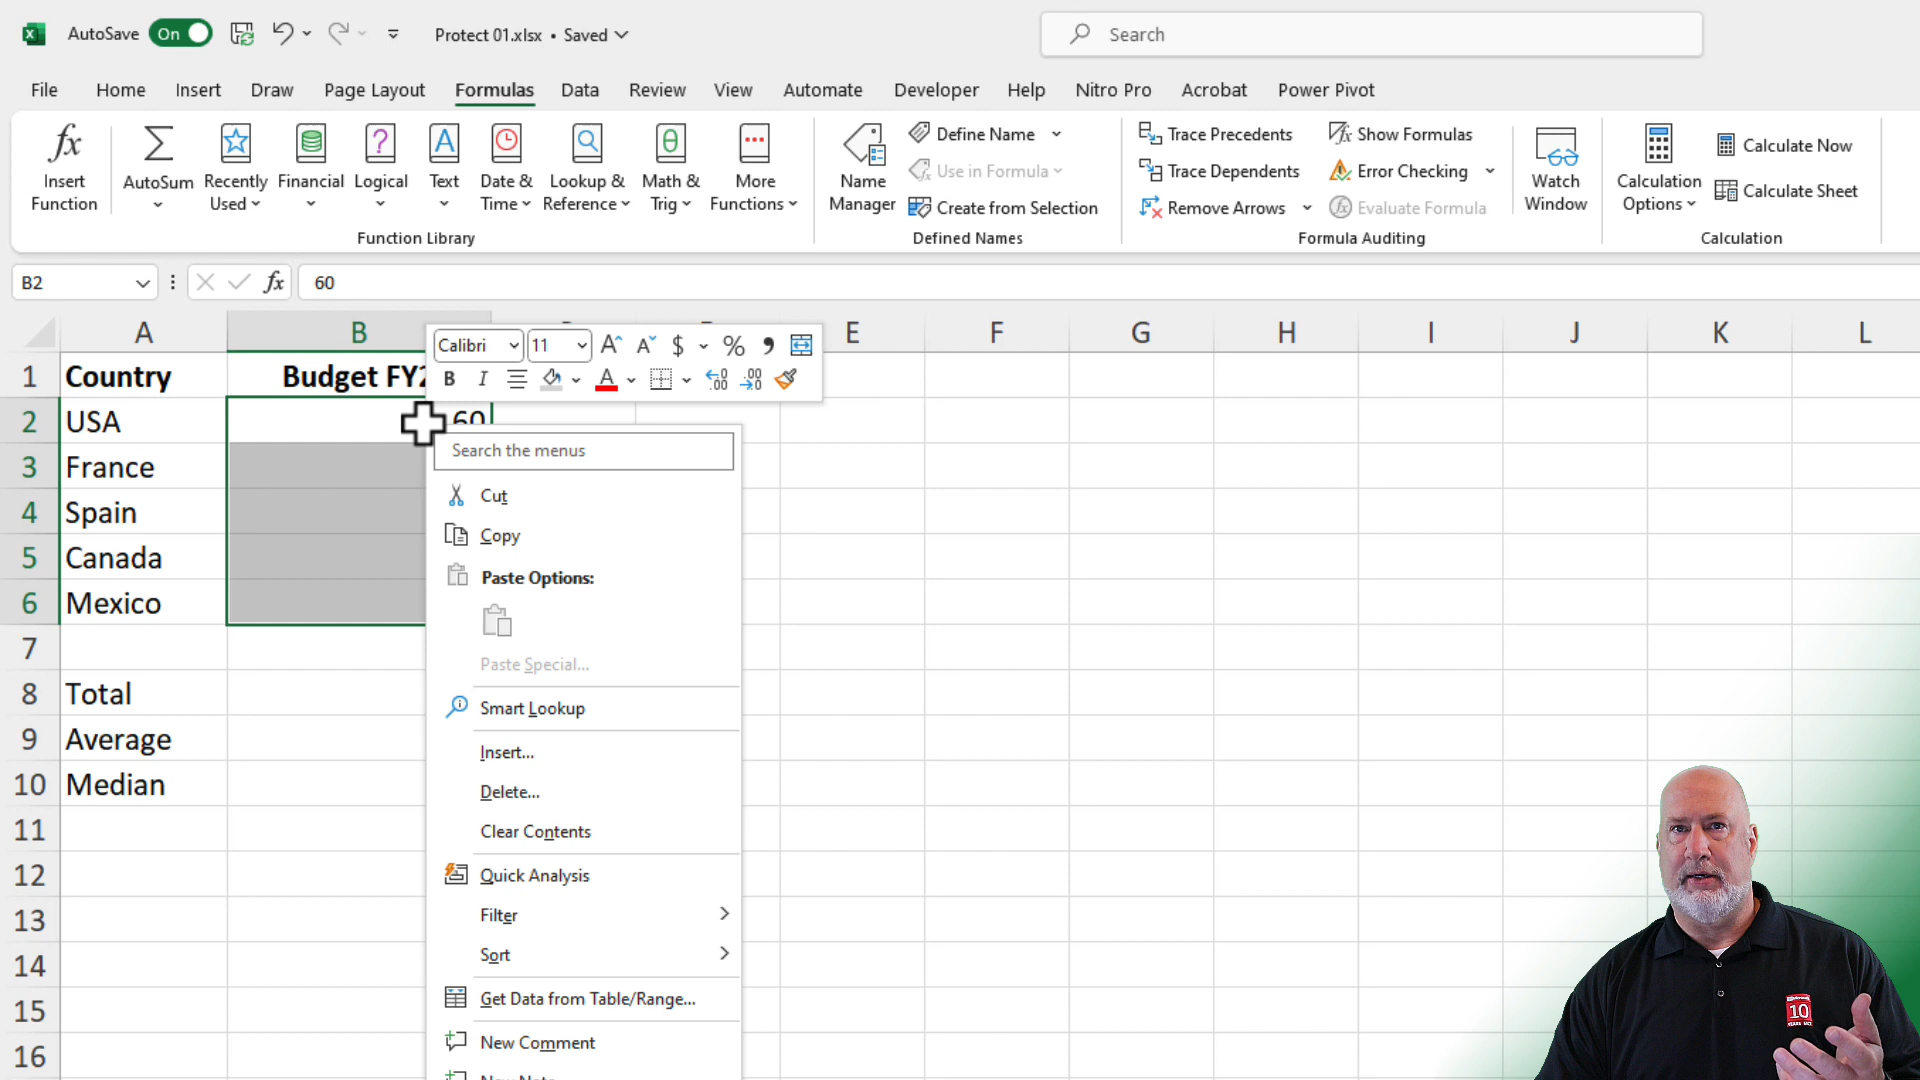 AutoSave On Protect 01.xlsx • Saved Search
File Home Insert Draw Page Layout Formulas Data Review View Automate Developer Help Nitro Pro Acrobat Power Pivot
fx
Insert Function
AutoSum
Recently Used
Financial
Logical
Text
Date & Time
Lookup & Reference
Math & Trig
More Functions
Function Library
Name Manager
Define Name
Use in Formula
Create from Selection
Defined Names
Trace Precedents
Trace Dependents
Remove Arrows
Show Formulas
Error Checking
Evaluate Formula
Formula Auditing
Watch Window
Calculation Options
Calculate Now
Calculate Sheet
Calculation
B2 fx 60
A B E F G H I J K L
Calibri 11 A A $ % ,
B I A .00 .00
1 Country Budget FY2
2 USA 60
3 France
4 Spain
5 Canada
6 Mexico
7
8 Total
9 Average
10 Median
11
12
13
14
15
16
Search the menus
Cut
Copy
Paste Options:
Paste Special...
Smart Lookup
Insert...
Delete...
Clear Contents
Quick Analysis
Filter
Sort
Get Data from Table/Range...
New Comment
10